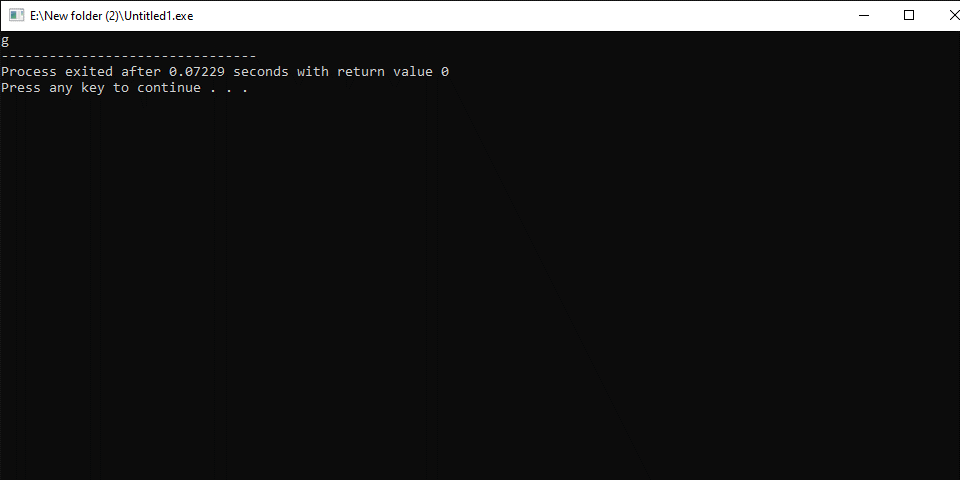 E:\New folder (2)\Untitled1.exe
g
--------------------------------
Process exited after 0.07229 seconds with return value 0
Press any key to continue . . .